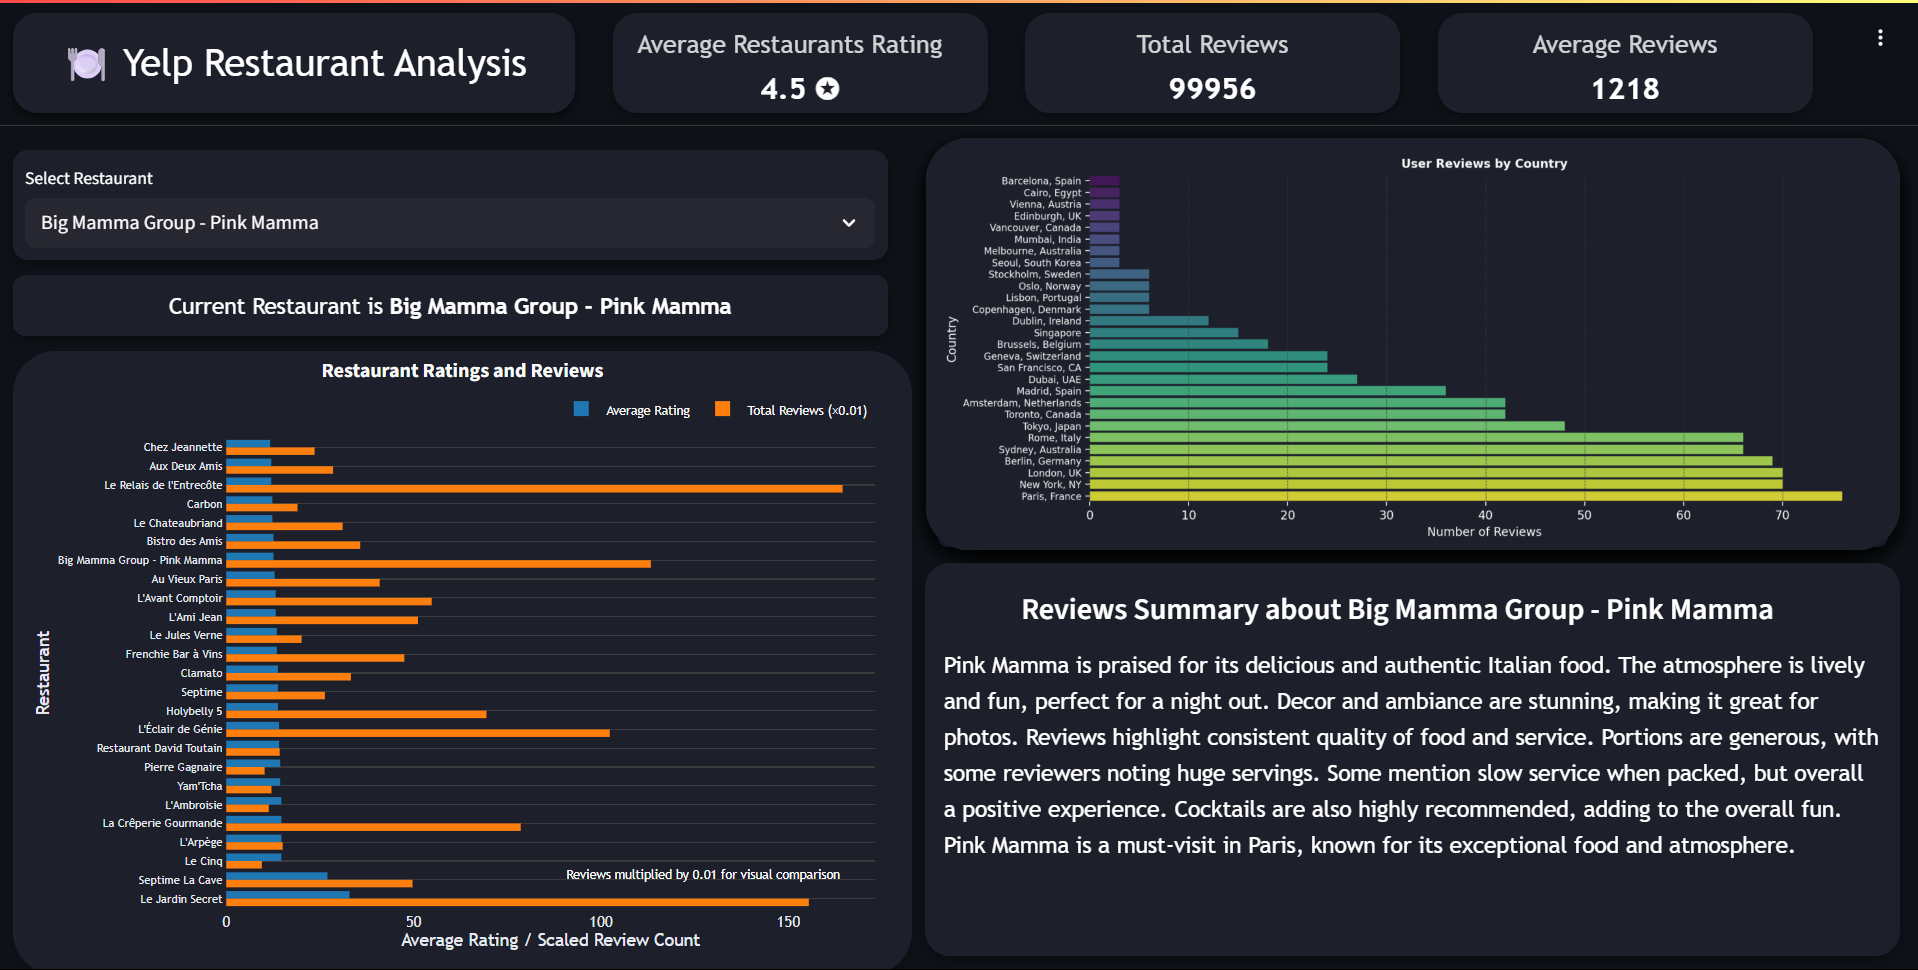 Yelp Restaurant Analysis
Average Restaurants Rating
4.5
Total Reviews
99956
Average Reviews
1218
Select Restaurant
Big Mamma Group - Pink Mamma
Current Restaurant is Big Mamma Group - Pink Mamma
Restaurant Ratings and Reviews
Average Rating
Total Reviews (×0.01)
Restaurant
Chez Jeannette
Aux Deux Amis
Le Relais de l'Entrecôte
Carbon
Le Chateaubriand
Bistro des Amis
Big Mamma Group - Pink Mamma
Au Vieux Paris
L'Avant Comptoir
L'Ami Jean
Le Jules Verne
Frenchie Bar à Vins
Clamato
Septime
Holybelly 5
L'Éclair de Génie
Restaurant David Toutain
Pierre Gagnaire
Yam'Tcha
L'Ambroisie
La Crêperie Gourmande
L'Arpège
Le Cinq
Septime La Cave
Le Jardin Secret
Reviews multiplied by 0.01 for visual comparison
0 50 100 150
Average Rating / Scaled Review Count
User Reviews by Country
Country
Barcelona, Spain
Cairo, Egypt
Vienna, Austria
Edinburgh, UK
Vancouver, Canada
Mumbai, India
Melbourne, Australia
Seoul, South Korea
Stockholm, Sweden
Oslo, Norway
Lisbon, Portugal
Copenhagen, Denmark
Dublin, Ireland
Singapore
Brussels, Belgium
Geneva, Switzerland
San Francisco, CA
Dubai, UAE
Madrid, Spain
Amsterdam, Netherlands
Toronto, Canada
Tokyo, Japan
Rome, Italy
Sydney, Australia
Berlin, Germany
London, UK
New York, NY
Paris, France
0 10 20 30 40 50 60 70
Number of Reviews
Reviews Summary about Big Mamma Group - Pink Mamma
Pink Mamma is praised for its delicious and authentic Italian food. The atmosphere is lively
and fun, perfect for a night out. Decor and ambiance are stunning, making it great for
photos. Reviews highlight consistent quality of food and service. Portions are generous, with
some reviewers noting huge servings. Some mention slow service when packed, but overall
a positive experience. Cocktails are also highly recommended, adding to the overall fun.
Pink Mamma is a must-visit in Paris, known for its exceptional food and atmosphere.